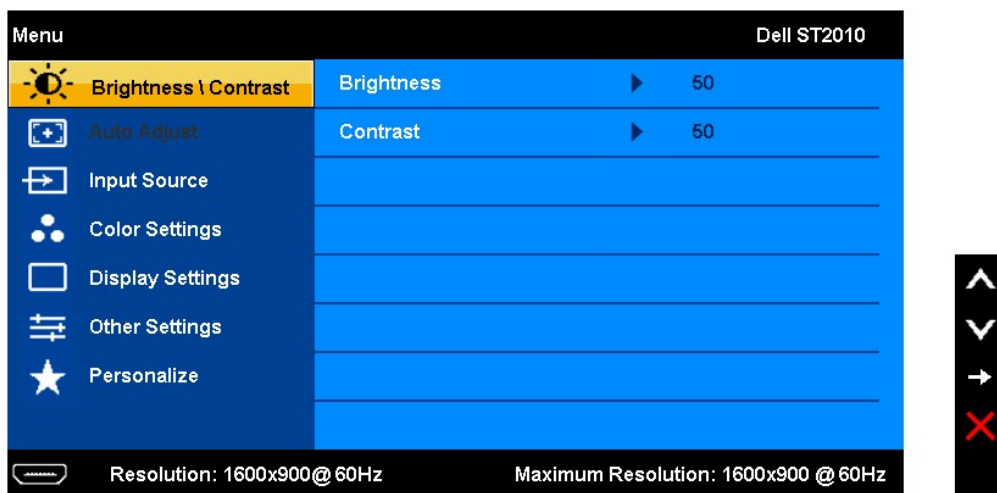 Menu Dell ST2010
Brightness \ Contrast Brightness 50
Auto Adjust Contrast 50
Input Source
Color Settings
Display Settings
Other Settings
Personalize
Resolution: 1600x900@60Hz Maximum Resolution: 1600x900 @60Hz